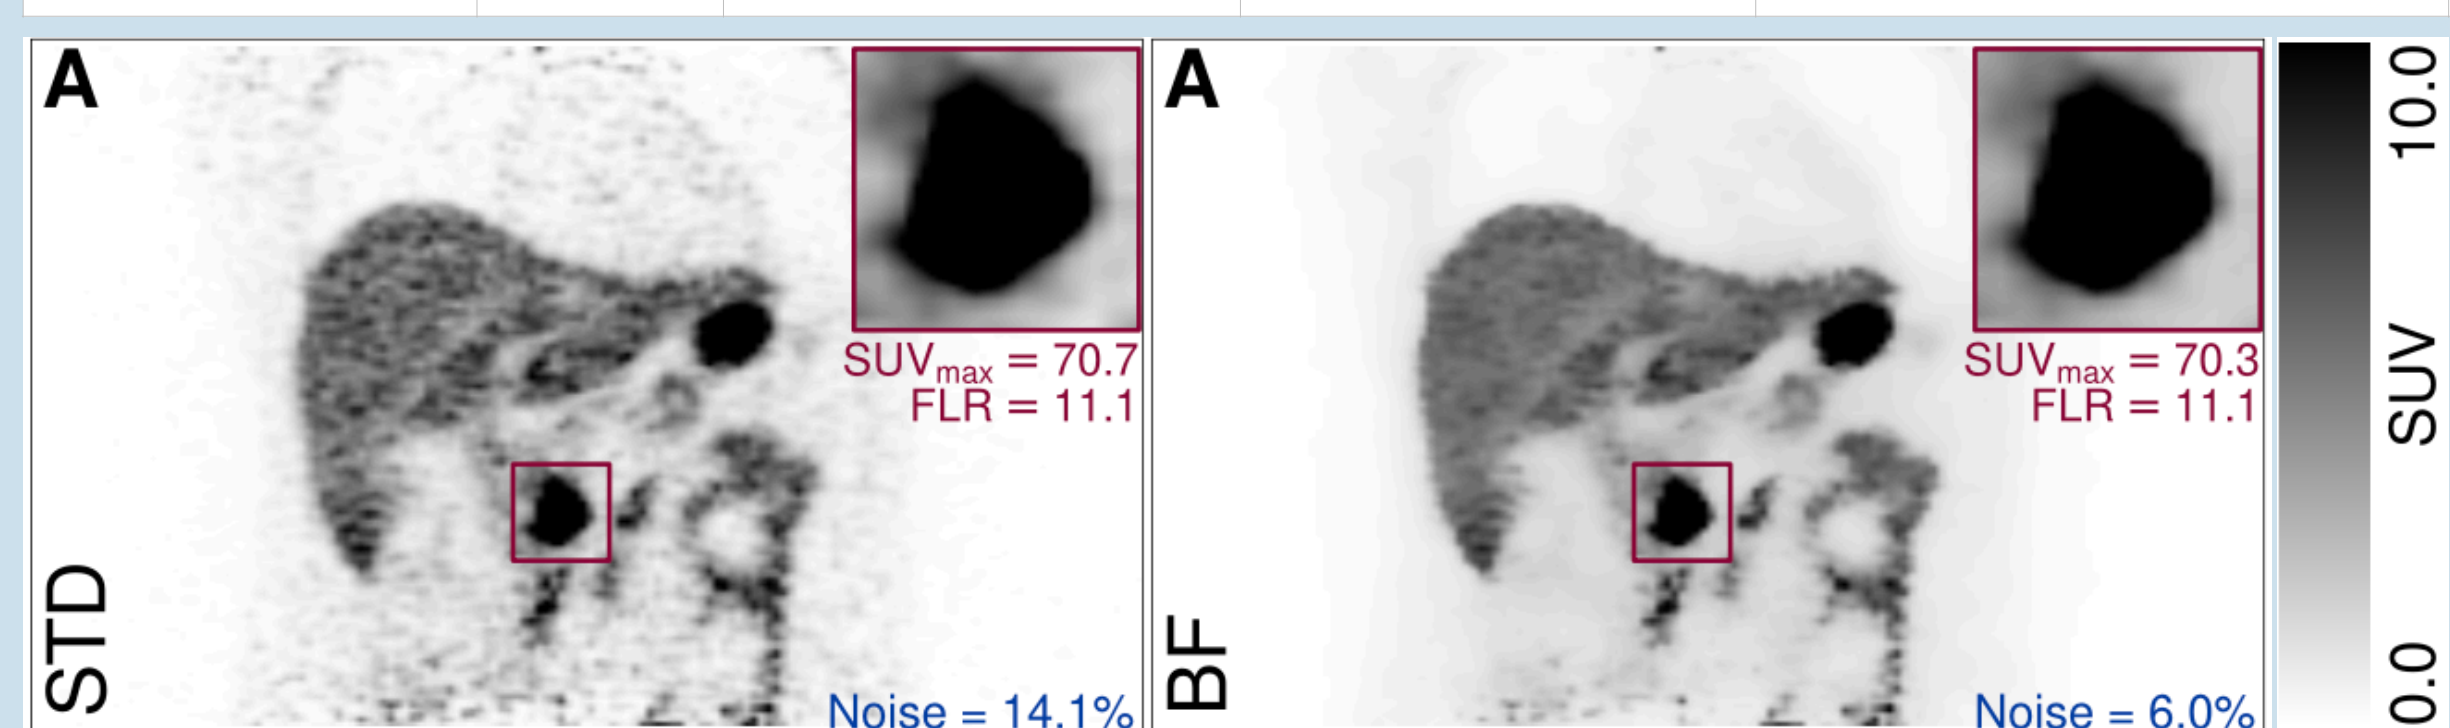 A
SUVmax = 70.7
FLR = 11.1
STD
Noise = 14.1%
A
SUVmax = 70.3
FLR = 11.1
BF
Noise = 6.0%
10.0
SUV
0.0